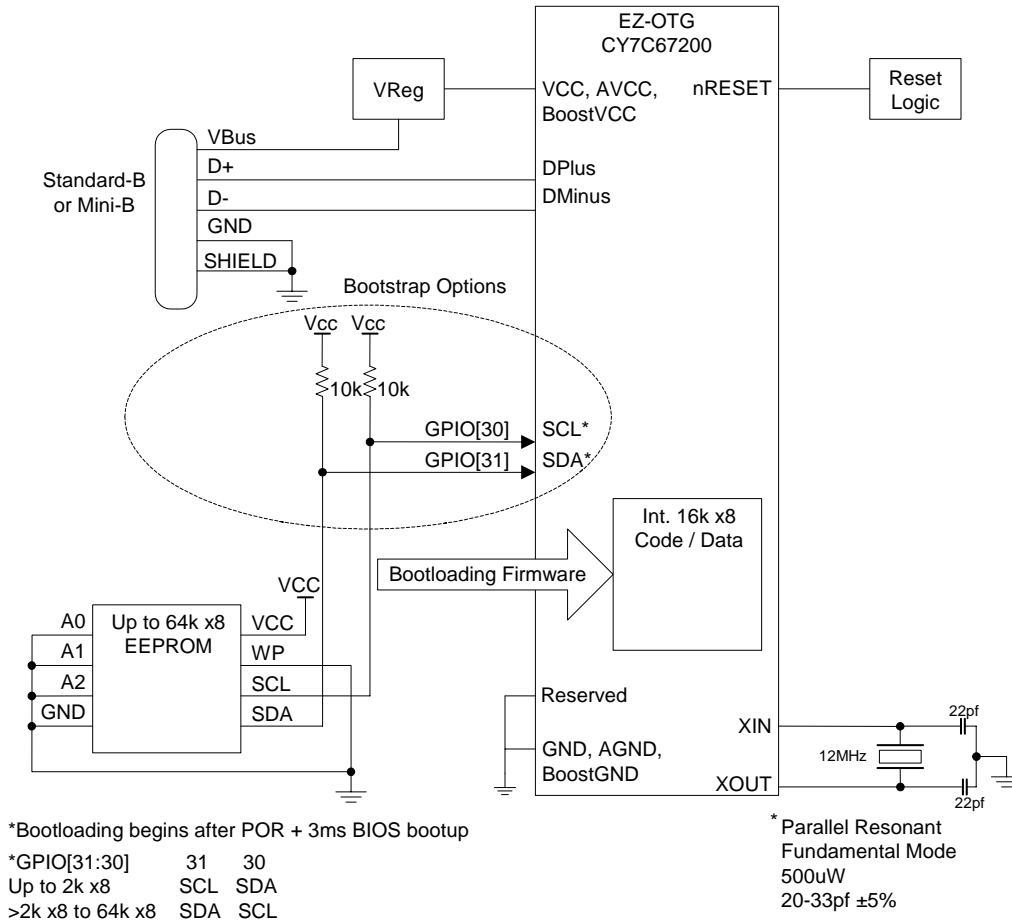 EZ-OTG
CY7C67200
VReg
VCC, AVCC,
BoostVCC
nRESET
Reset
Logic
VBus
D+
DPlus
Standard-B
or Mini-B
D-
DMinus
GND
SHIELD
Bootstrap Options
Vcc Vcc
10k 10k
GPIO[30] SCL*
GPIO[31] SDA*
Int. 16k x8
Code / Data
Bootloading Firmware
VCC
A0
A1
A2
GND
Up to 64k x8
EEPROM
VCC
WP
SCL
SDA
Reserved
GND, AGND,
BoostGND
XIN
XOUT
22pf
12MHz
22pf
*Bootloading begins after POR + 3ms BIOS bootup
*GPIO[31:30] 31 30
Up to 2k x8 SCL SDA
>2k x8 to 64k x8 SDA SCL
* Parallel Resonant
Fundamental Mode
500uW
20-33pf ±5%